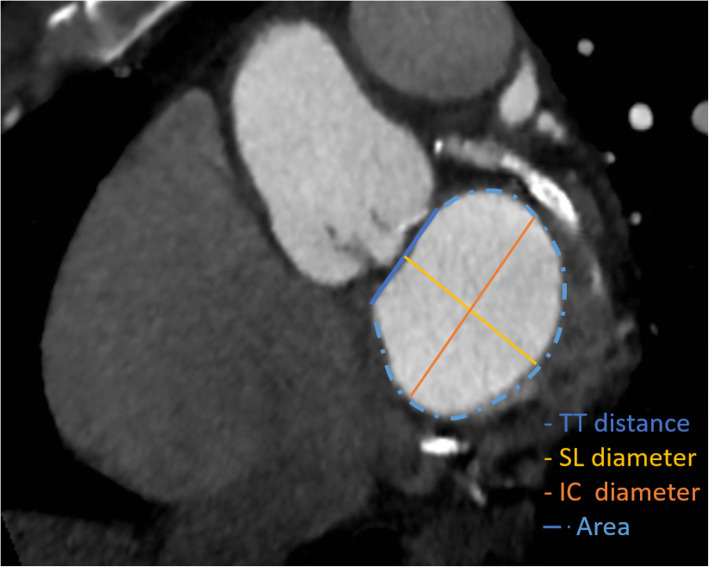 - TT distance
- SL diameter
- IC diameter
— · Area